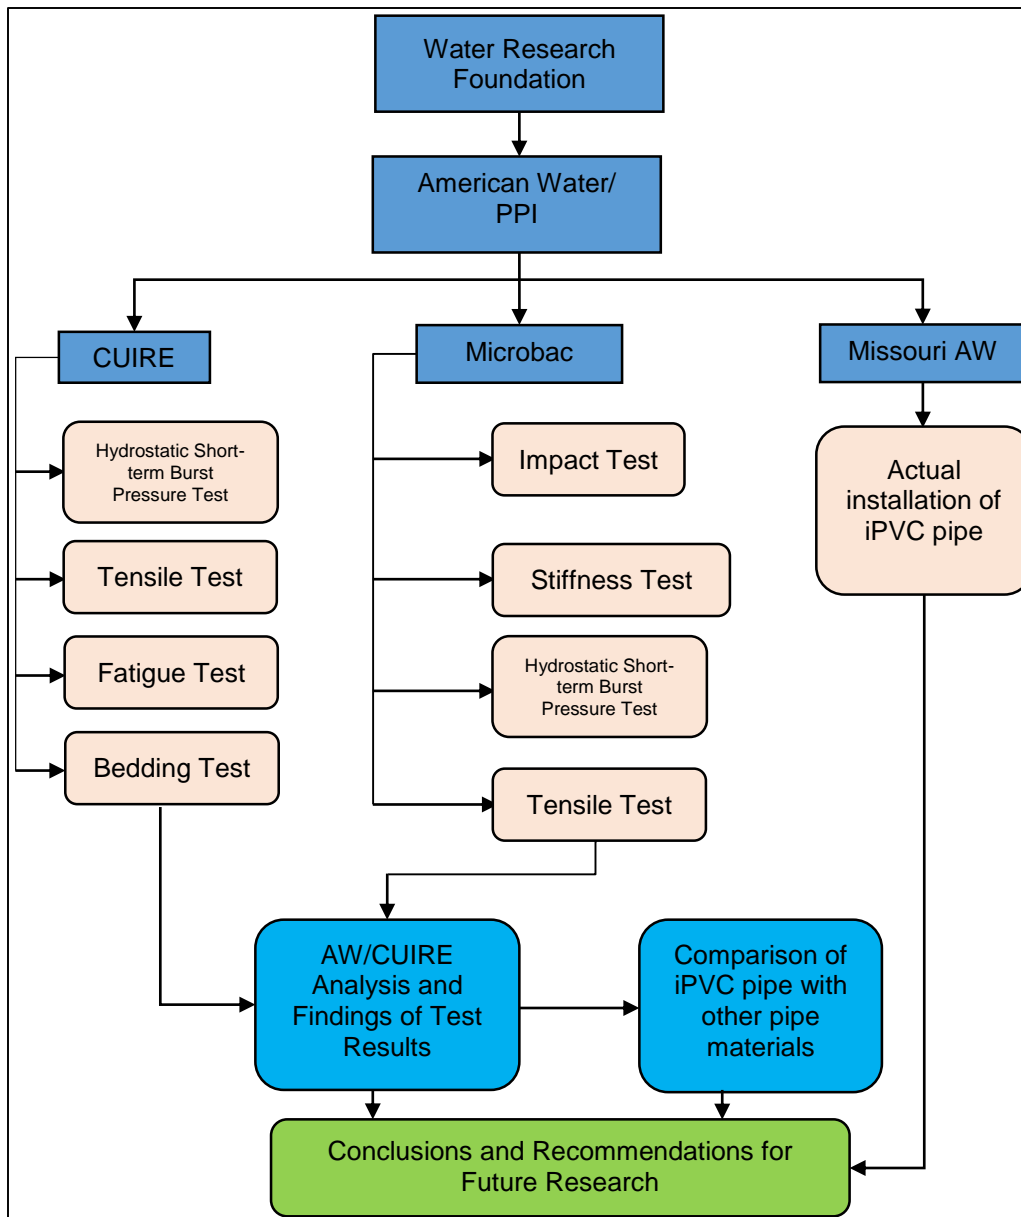 Water Research
Foundation
American Water/
PPI
CUIRE
Microbac
Missouri AW
Hydrostatic Short-
term Burst
Pressure Test
Tensile Test
Fatigue Test
Bedding Test
Impact Test
Stiffness Test
Hydrostatic Short-
term Burst
Pressure Test
Tensile Test
Actual
installation of
iPVC pipe
AW/CUIRE
Analysis and
Findings of Test
Results
Comparison of
iPVC pipe with
other pipe
materials
Conclusions and Recommendations for
Future Research